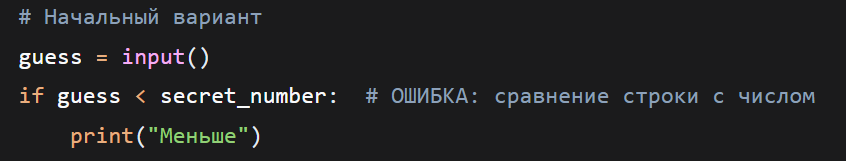 # Начальный вариант
guess = input()
if guess < secret_number:  # ОШИБКА: сравнение строки с числом
    print("Меньше")